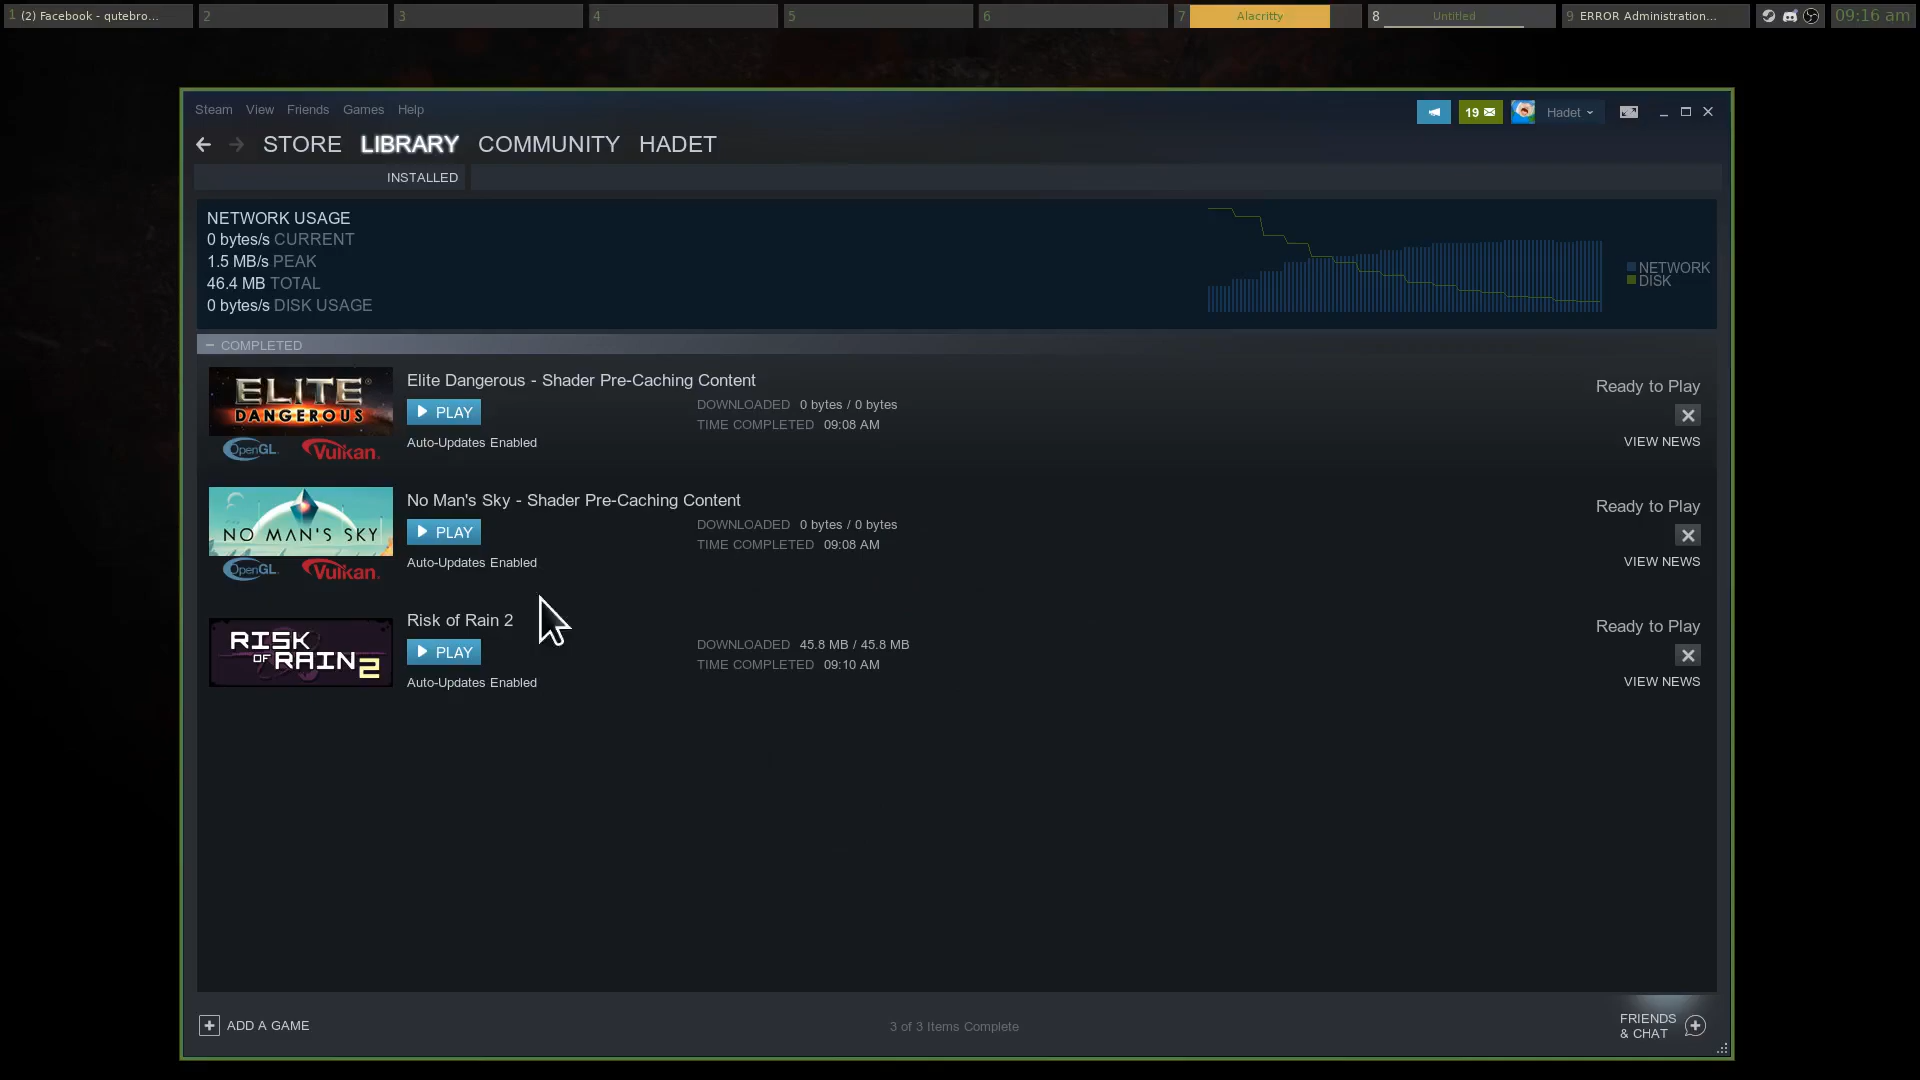 1 (2) Facebook - qutebro... 2 3 4 5 6 7 Alacritty 8 Untitled 9 ERROR Administration... 09:16 am
Steam View Friends Games Help
19 Hadet
STORE LIBRARY COMMUNITY HADET
INSTALLED
NETWORK USAGE
0 bytes/s CURRENT
1.5 MB/s PEAK
46.4 MB TOTAL
0 bytes/s DISK USAGE
NETWORK
DISK
COMPLETED
ELITE
DANGEROUS
OpenGL Vulkan
Elite Dangerous - Shader Pre-Caching Content
PLAY
Auto-Updates Enabled
DOWNLOADED 0 bytes / 0 bytes
TIME COMPLETED 09:08 AM
Ready to Play
VIEW NEWS
NO MAN'S SKY
OpenGL Vulkan
No Man's Sky - Shader Pre-Caching Content
PLAY
Auto-Updates Enabled
DOWNLOADED 0 bytes / 0 bytes
TIME COMPLETED 09:08 AM
Ready to Play
VIEW NEWS
RISK
OF RAIN 2
Risk of Rain 2
PLAY
Auto-Updates Enabled
DOWNLOADED 45.8 MB / 45.8 MB
TIME COMPLETED 09:10 AM
Ready to Play
VIEW NEWS
ADD A GAME
3 of 3 Items Complete
FRIENDS
& CHAT